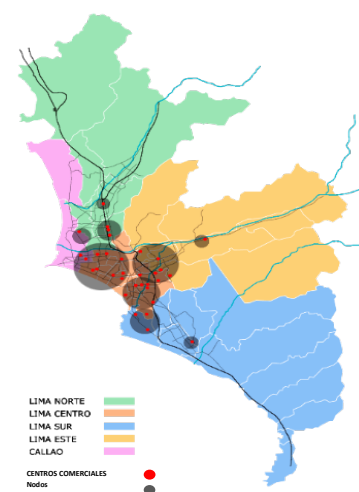 LIMA NORTE
LIMA CENTRO
LIMA SUR
LIMA ESTE
CALLAO
CENTROS COMERCIALES
Nodos